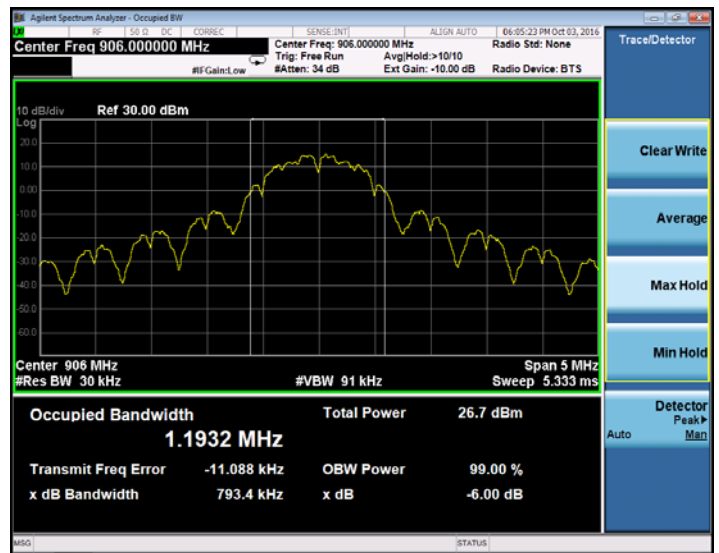 Agilent Spectrum Analyzer - Occupied BW
RF 50 Ω DC CORREC SENSE:INT ALIGN AUTO 06:05:23 PM Oct 03, 2016
Center Freq 906.000000 MHz Center Freq: 906.000000 MHz Radio Std: None
Trig: Free Run Avg|Hold:>10/10
#IFGain:Low #Atten: 34 dB Ext Gain: -10.00 dB Radio Device: BTS
Trace/Detector
10 dB/div Ref 30.00 dBm
Log
20.0
10.0
0.00
-10.0
-20.0
-30.0
-40.0
-50.0
-60.0
Center 906 MHz Span 5 MHz
#Res BW 30 kHz #VBW 91 kHz Sweep 5.333 ms
Occupied Bandwidth Total Power 26.7 dBm
1.1932 MHz
Transmit Freq Error -11.088 kHz OBW Power 99.00 %
x dB Bandwidth 793.4 kHz x dB -6.00 dB
Clear Write
Average
Max Hold
Min Hold
Detector
Peak▶
Auto Man
MSG STATUS